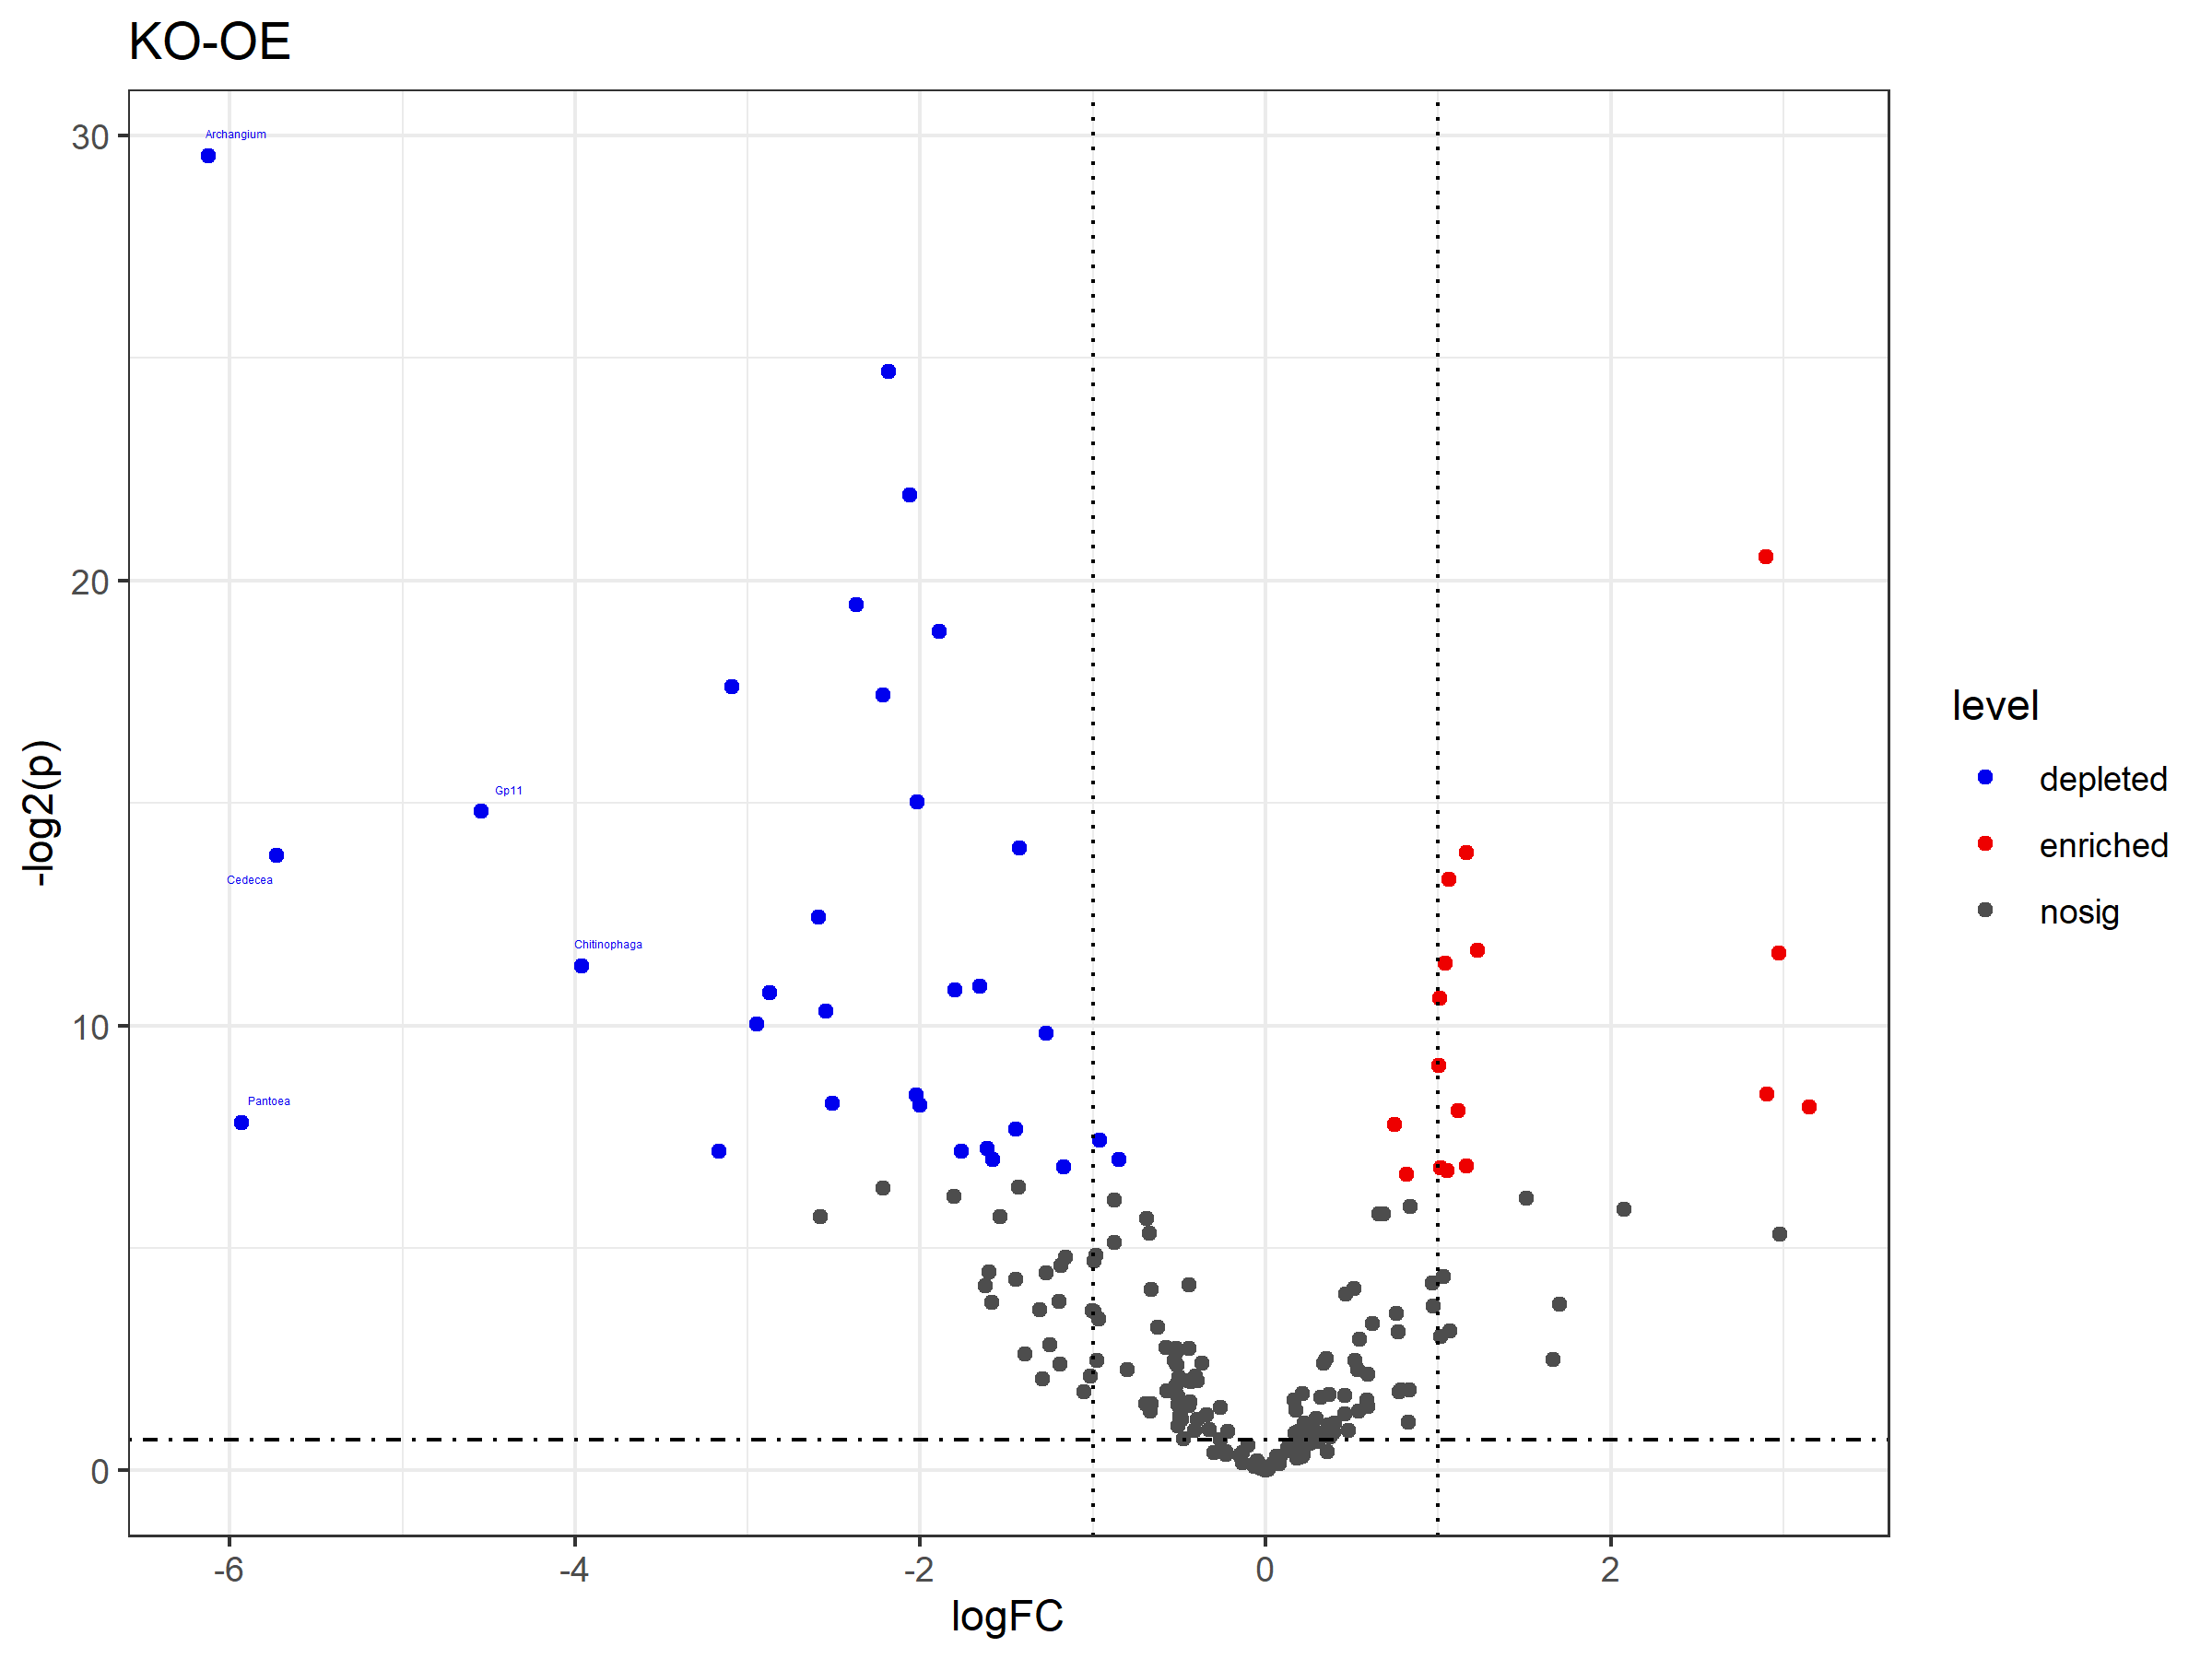 KO-OE
30
20
10
0
-log2(p)
Archangium
Gp11
Cedecea
Chitinophaga
Pantoea
-6
-4
-2
0
2
logFC
level
depleted
enriched
nosig